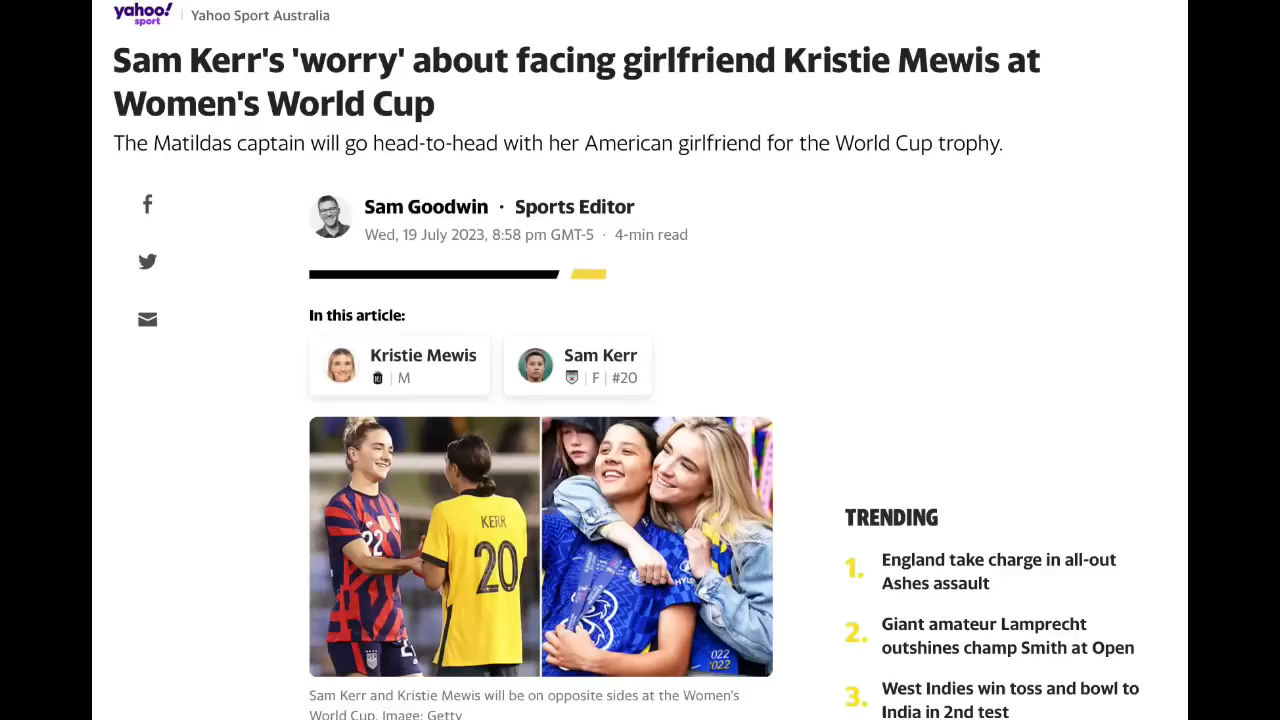 yahoo!
sport
Yahoo Sport Australia
Sam Kerr's 'worry' about facing girlfriend Kristie Mewis at
Women's World Cup
The Matildas captain will go head-to-head with her American girlfriend for the World Cup trophy.
Sam Goodwin · Sports Editor
Wed, 19 July 2023, 8:58 pm GMT-5 · 4-min read
In this article:
Kristie Mewis
M
Sam Kerr
F | #20
22
KERR
20
Sam Kerr and Kristie Mewis will be on opposite sides at the Women's
World Cup. Image: Getty
TRENDING
1. England take charge in all-out
Ashes assault
2. Giant amateur Lamprecht
outshines champ Smith at Open
3. West Indies win toss and bowl to
India in 2nd test